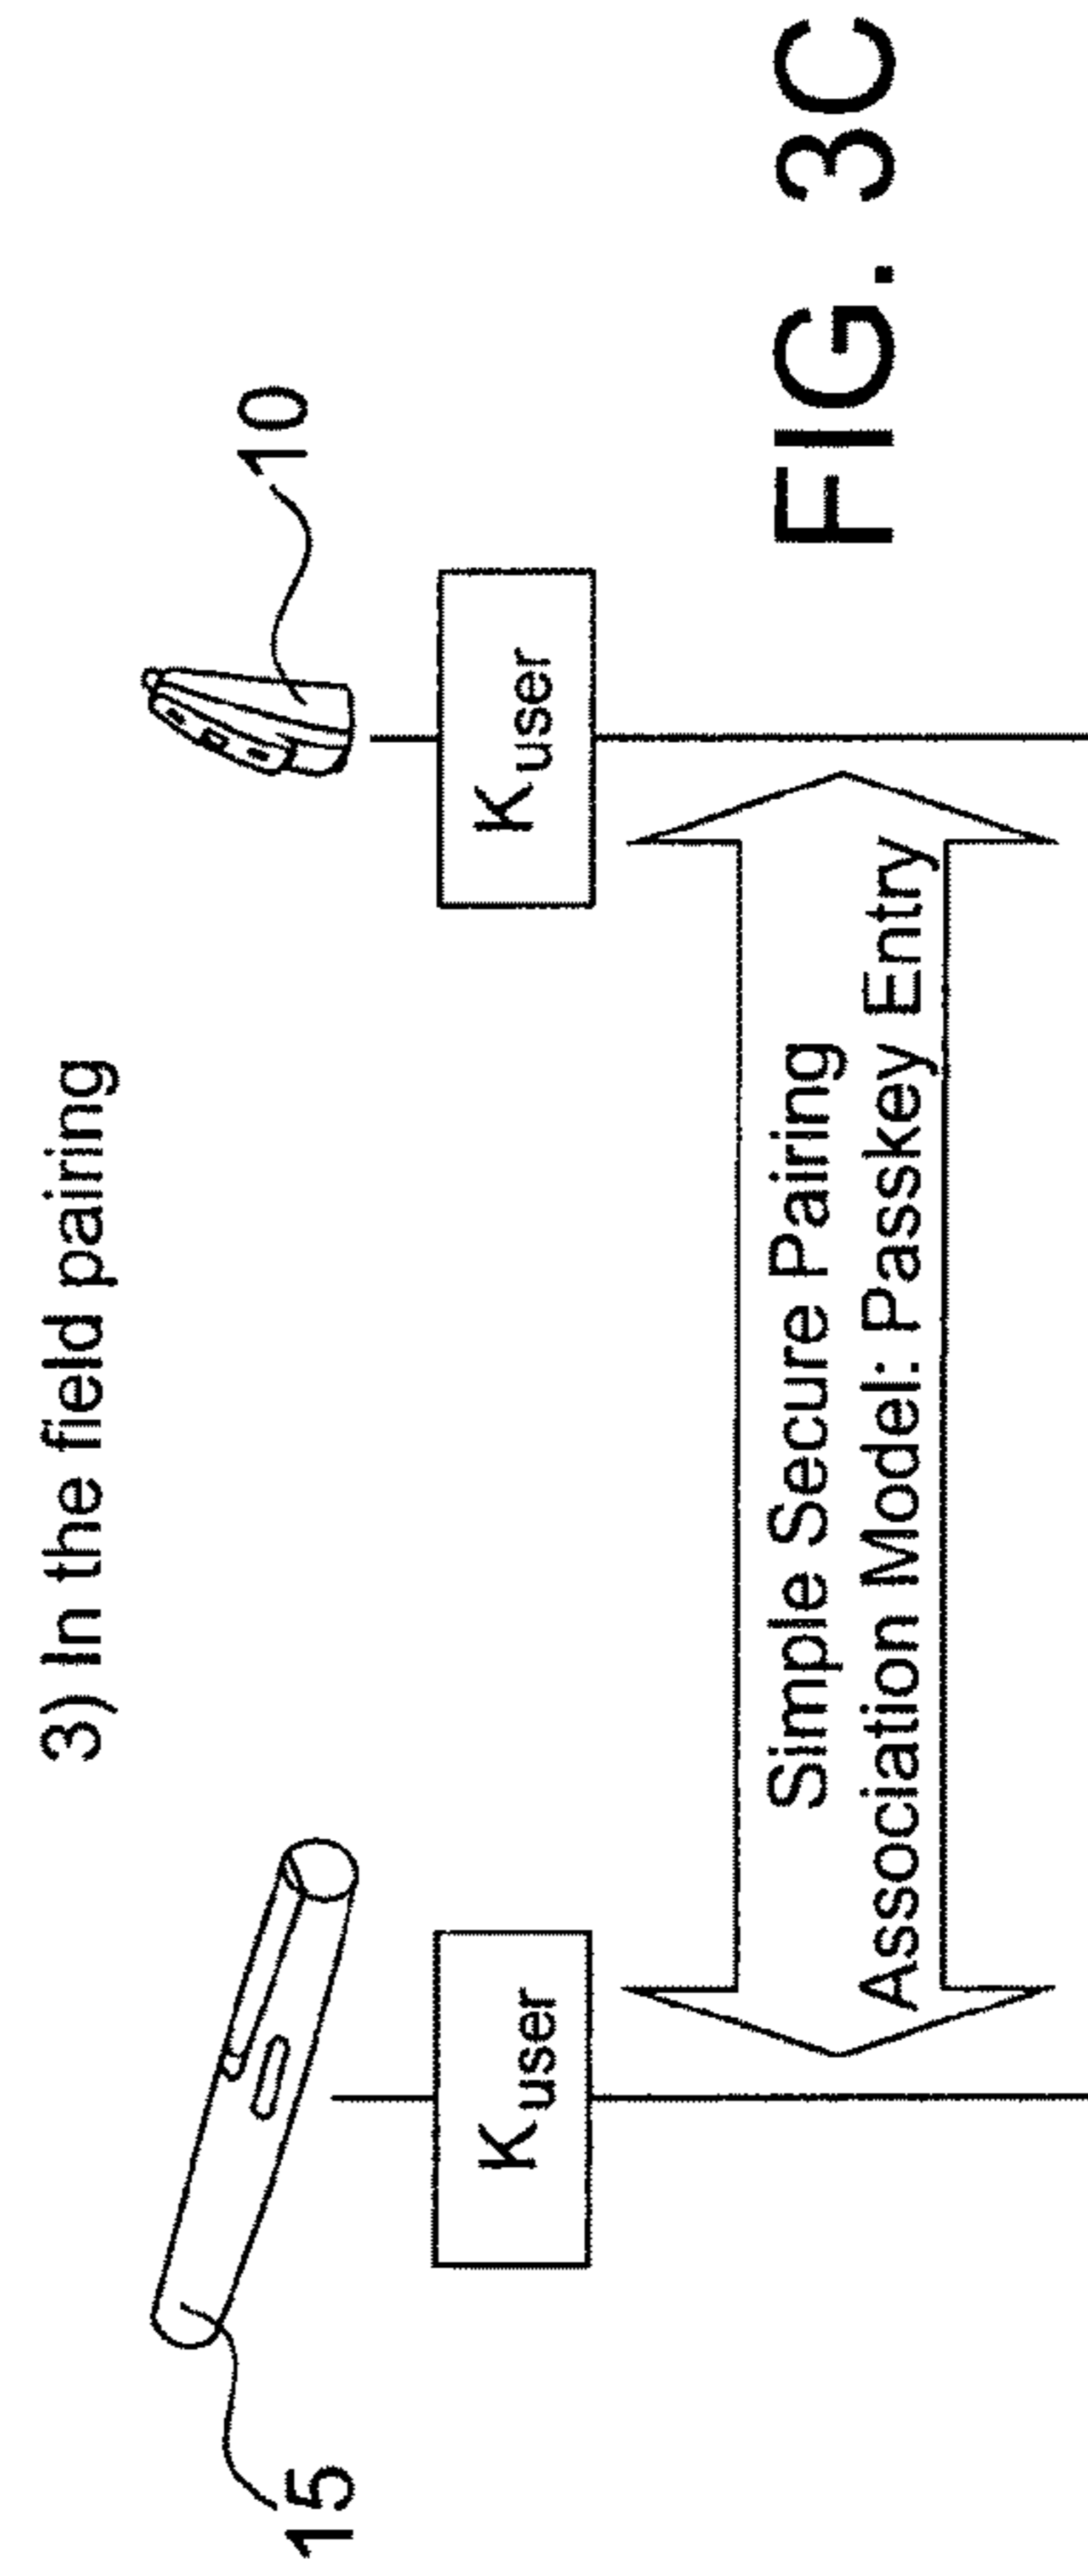 3) In the field pairing
15
10
Kuser
Kuser
Simple Secure Pairing
Association Model: Passkey Entry
FIG. 3C